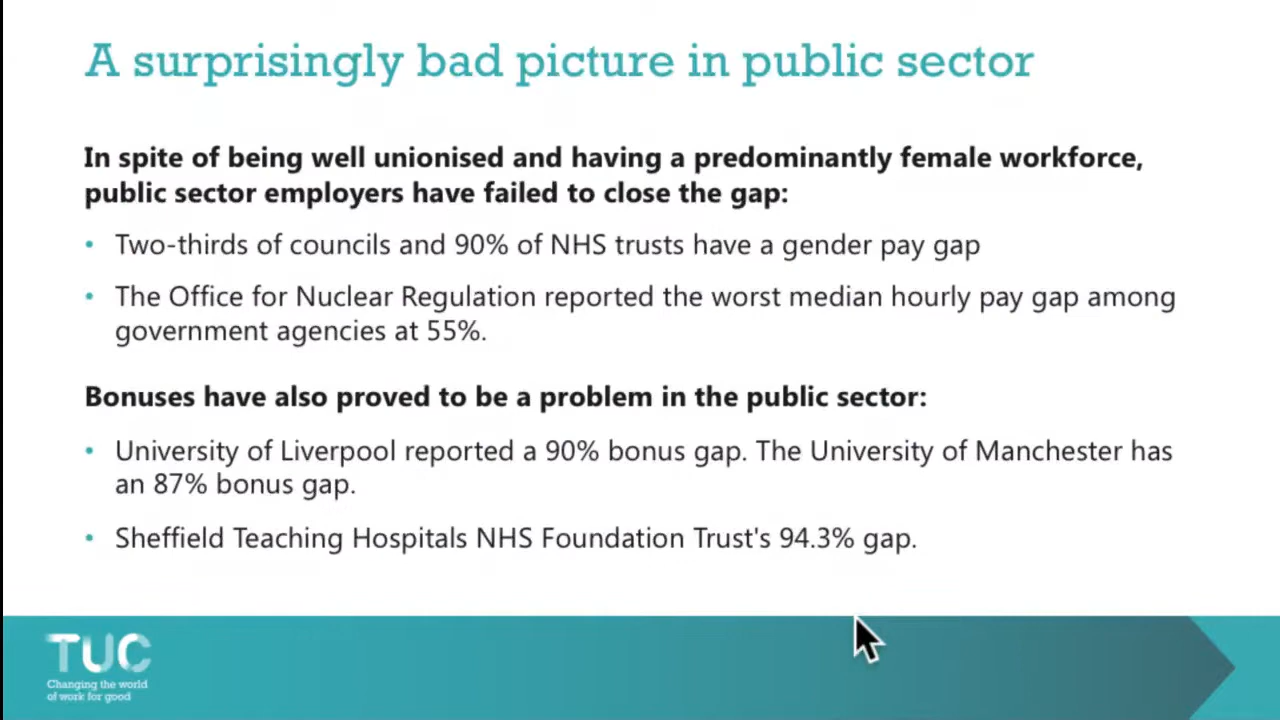 A surprisingly bad picture in public sector
In spite of being well unionised and having a predominantly female workforce,
public sector employers have failed to close the gap:
• Two-thirds of councils and 90% of NHS trusts have a gender pay gap
• The Office for Nuclear Regulation reported the worst median hourly pay gap among
government agencies at 55%.
Bonuses have also proved to be a problem in the public sector:
• University of Liverpool reported a 90% bonus gap. The University of Manchester has
an 87% bonus gap.
• Sheffield Teaching Hospitals NHS Foundation Trust's 94.3% gap.
TUC
Changing the world
of work for good